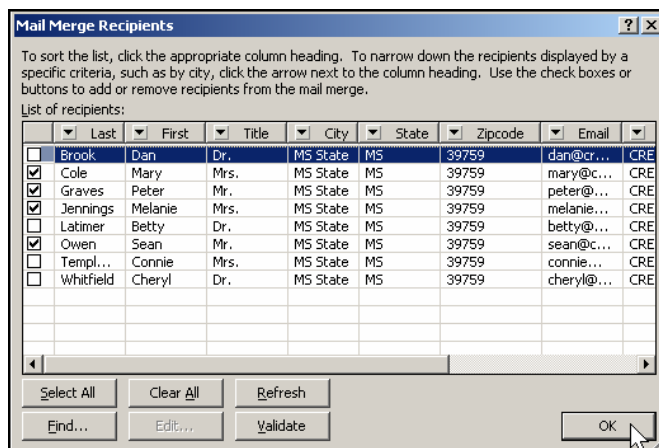 Mail Merge Recipients
To sort the list, click the appropriate column heading. To narrow down the recipients displayed by a
specific criteria, such as by city, click the arrow next to the column heading. Use the check boxes or
buttons to add or remove recipients from the mail merge.
List of recipients:
Last First Title City State Zipcode Email
Brook Dan Dr. MS State MS 39759 dan@cr... CRE
Cole Mary Mrs. MS State MS 39759 mary@c... CRE
Graves Peter Mr. MS State MS 39759 peter@... CRE
Jennings Melanie Mrs. MS State MS 39759 melanie... CRE
Latimer Betty Dr. MS State MS 39759 betty@... CRE
Owen Sean Mr. MS State MS 39759 sean@c... CRE
Templ... Connie Mrs. MS State MS 39759 connie... CRE
Whitfield Cheryl Dr. MS State MS 39759 cheryl@... CRE
Select All Clear All Refresh
Find... Edit... Validate OK